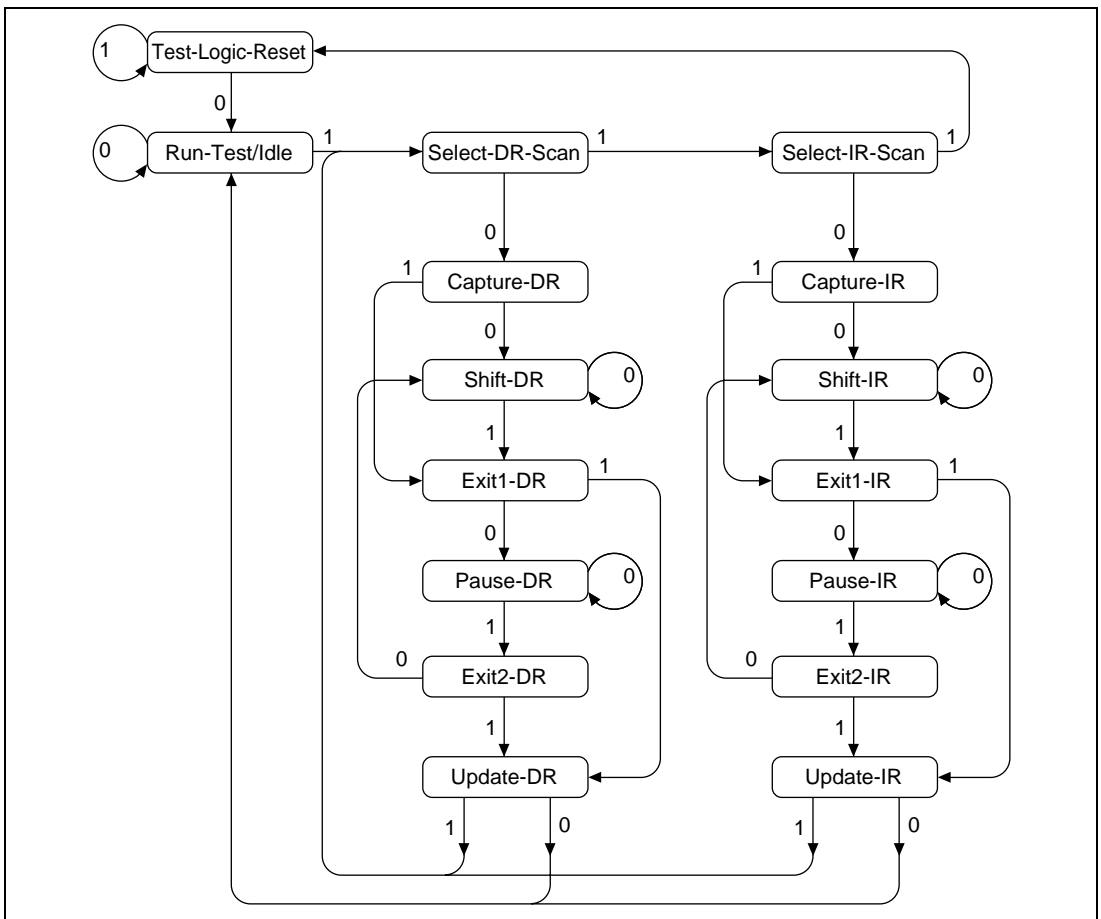 1 Test-Logic-Reset
0
0 Run-Test/Idle 1 Select-DR-Scan 1 Select-IR-Scan 1
0 0
1 Capture-DR 1 Capture-IR
0 0
Shift-DR 0 Shift-IR 0
1 1
Exit1-DR 1 Exit1-IR 1
0 0
Pause-DR 0 Pause-IR 0
1 1
0 Exit2-DR 0 Exit2-IR
1 1
Update-DR Update-IR
1 0 1 0